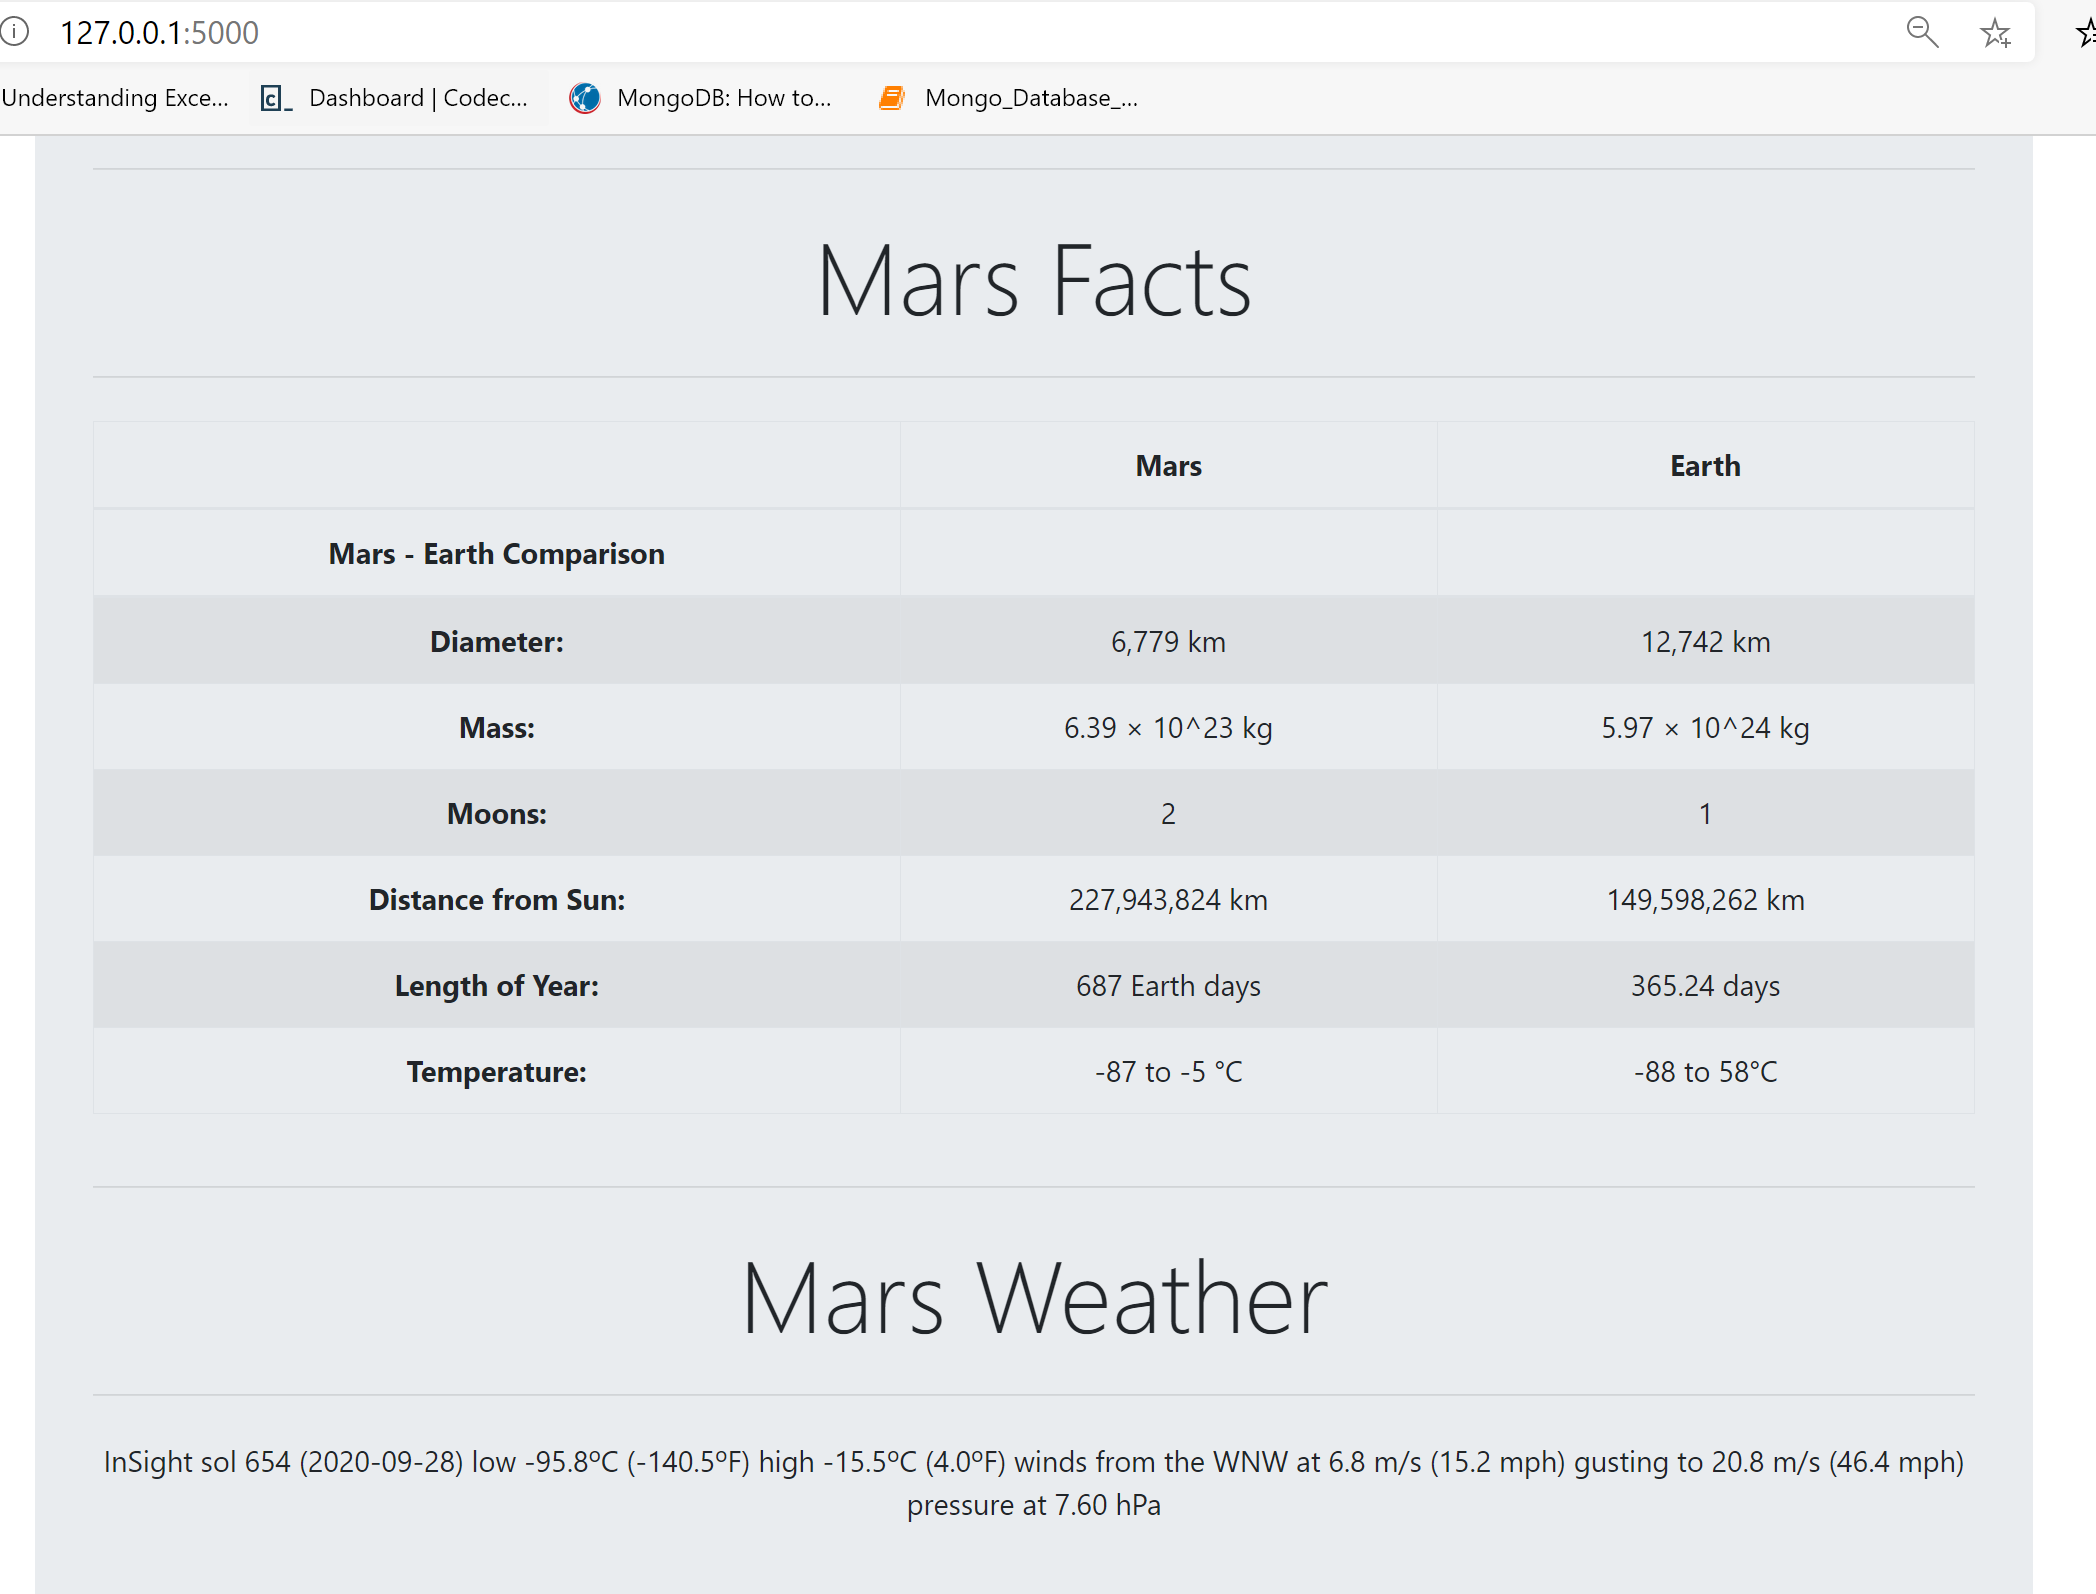 127.0.0.1:5000
Understanding Exce... Dashboard | Codec... MongoDB: How to... Mongo_Database_...
Mars Facts
Mars Earth
Mars - Earth Comparison
Diameter: 6,779 km 12,742 km
Mass: 6.39 × 10^23 kg 5.97 × 10^24 kg
Moons: 2 1
Distance from Sun: 227,943,824 km 149,598,262 km
Length of Year: 687 Earth days 365.24 days
Temperature: -87 to -5 °C -88 to 58°C
Mars Weather
InSight sol 654 (2020-09-28) low -95.8ºC (-140.5ºF) high -15.5ºC (4.0ºF) winds from the WNW at 6.8 m/s (15.2 mph) gusting to 20.8 m/s (46.4 mph)
pressure at 7.60 hPa